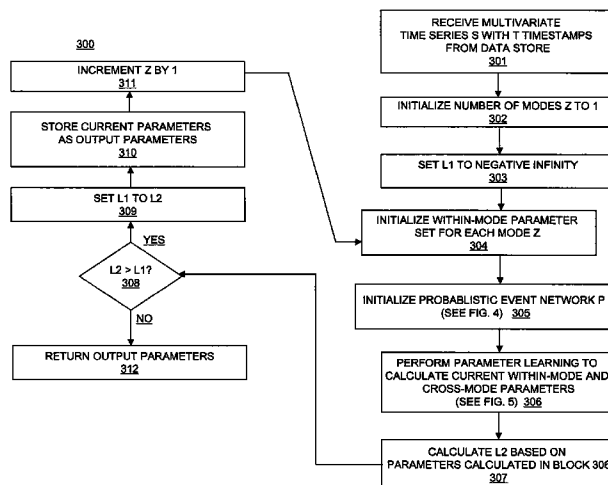 300
RECEIVE MULTIVARIATE
TIME SERIES S WITH T TIMESTAMPS
FROM DATA STORE
301
INITIALIZE NUMBER OF MODES Z TO 1
302
SET L1 TO NEGATIVE INFINITY
303
INITIALIZE WITHIN-MODE PARAMETER
SET FOR EACH MODE Z
304
INITIALIZE PROBABLISTIC EVENT NETWORK P
(SEE FIG. 4) 305
PERFORM PARAMETER LEARNING TO
CALCULATE CURRENT WITHIN-MODE AND
CROSS-MODE PARAMETERS
(SEE FIG. 5) 306
CALCULATE L2 BASED ON
PARAMETERS CALCULATED IN BLOCK 306
307
L2 > L1?
308
YES
SET L1 TO L2
309
STORE CURRENT PARAMETERS
AS OUTPUT PARAMETERS
310
INCREMENT Z BY 1
311
NO
RETURN OUTPUT PARAMETERS
312